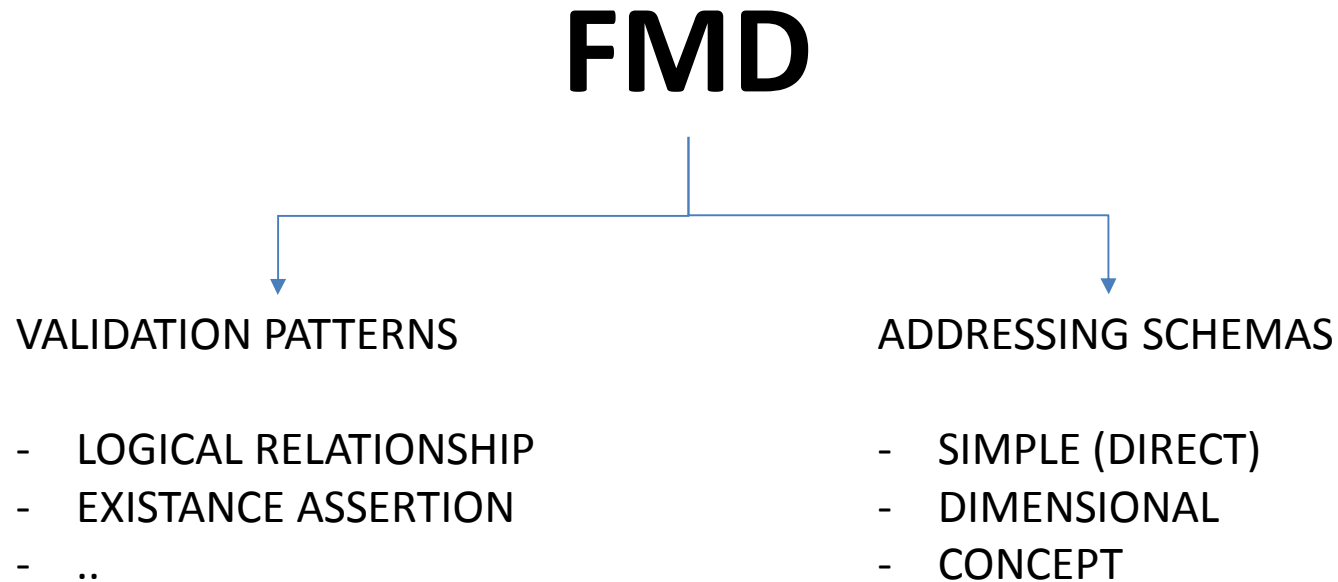 FMD
VALIDATION PATTERNS
- LOGICAL RELATIONSHIP
- EXISTANCE ASSERTION
- ..
ADDRESSING SCHEMAS
- SIMPLE (DIRECT)
- DIMENSIONAL
- CONCEPT